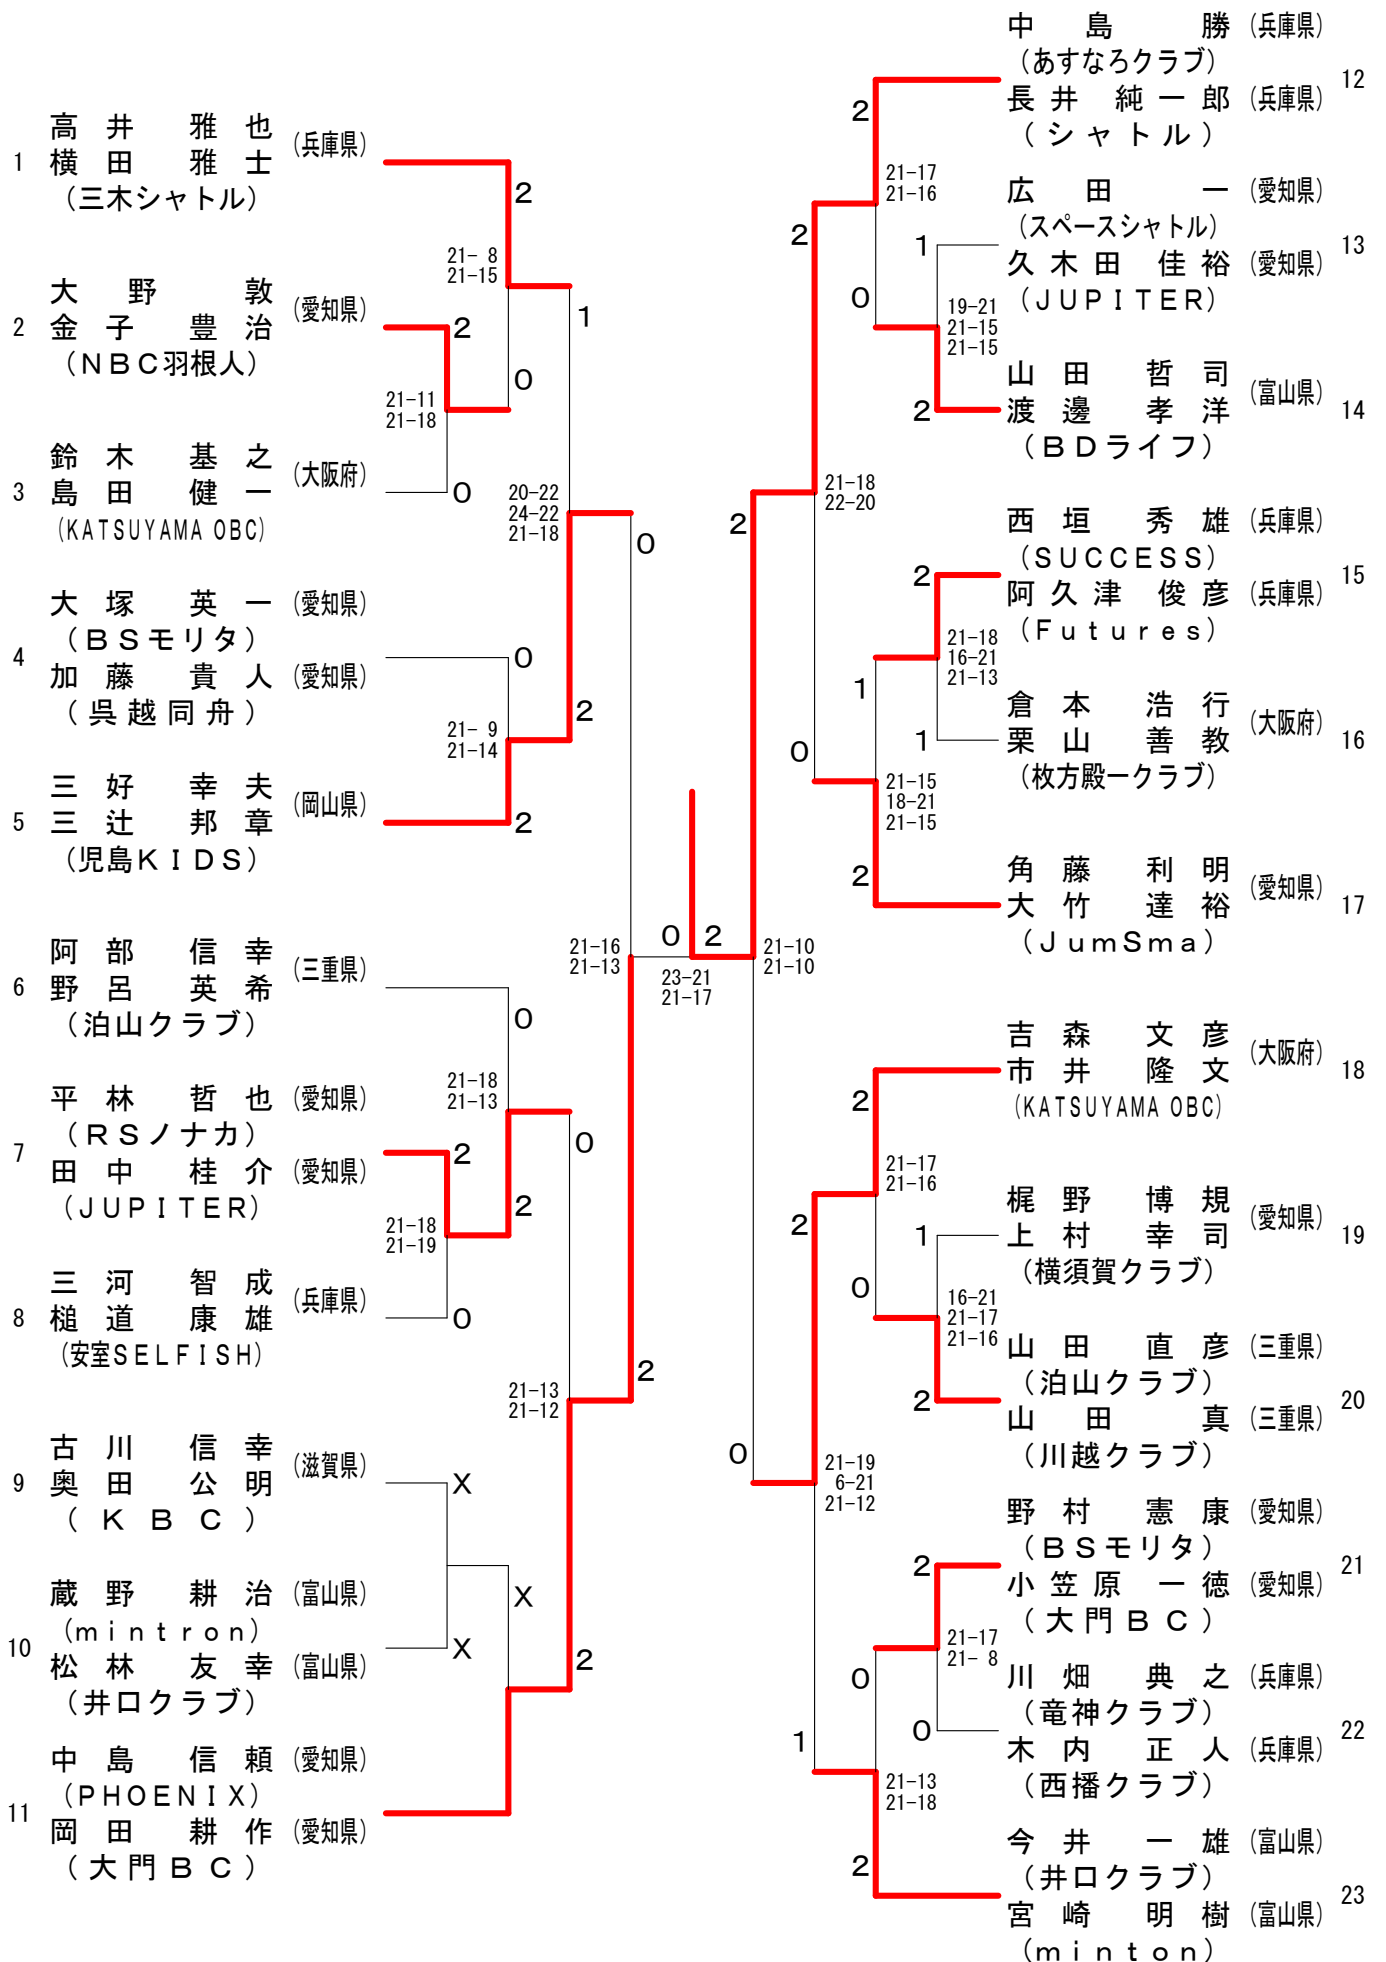 1
高井 雅也 (兵庫県)
横田 雅士
(三木シャトル)
2
21- 8
21-15
2
大野 敦 (愛知県)
金子 豊治
(NBC羽根人)
2
1
0
21-11
21-18
3
鈴木 基之 (大阪府)
島田 健一
(KATSUYAMA OBC)
0
20-22
24-22
21-18
0
4
大塚 英一 (愛知県)
(BSモリタ)
加藤 貴人 (愛知県)
(呉越同舟)
0
2
21- 9
21-14
5
三好 幸夫 (岡山県)
三辻 邦章
(児島KIDS)
2
6
阿部 信幸 (三重県)
野呂 英希
(泊山クラブ)
0
21-16
21-13
21-18
21-13
7
平林 哲也 (愛知県)
(RSノナカ)
田中 桂介 (愛知県)
(JUPITER)
2
0
2
21-18
21-19
8
三河 智成 (兵庫県)
槌道 康雄
(安室SELFISH)
0
21-13
21-12
2
9
古川 信幸 (滋賀県)
奥田 公明
(KBC)
X
10
蔵野 耕治 (富山県)
(mintron)
松林 友幸 (富山県)
(井口クラブ)
X
X
2
11
中島 信頼 (愛知県)
(PHOENIX)
岡田 耕作 (愛知県)
(大門BC)
0 2
23-21
21-17
中島 勝 (兵庫県)
(あすなろクラブ)
長井 純一郎 (兵庫県)
(シャトル)
12
2
21-17
21-16
広田 一 (愛知県)
(スペースシャトル)
久木田 佳裕 (愛知県)
(JUPITER)
13
2
1
0
19-21
21-15
21-15
山田 哲司 (富山県)
渡邊 孝洋
(BDライフ)
14
2
21-18
22-20
2
西垣 秀雄 (兵庫県)
(SUCCESS)
阿久津 俊彦 (兵庫県)
(Futures)
15
2
21-18
16-21
21-13
1
倉本 浩行 (大阪府)
栗山 善教
(枚方殿一クラブ)
16
1
0
21-15
18-21
21-15
角藤 利明 (愛知県)
大竹 達裕
(JumSma)
17
2
21-10
21-10
吉森 文彦 (大阪府)
市井 隆文
(KATSUYAMA OBC)
18
2
21-17
21-16
梶野 博規 (愛知県)
上村 幸司
(横須賀クラブ)
19
2
1
0
16-21
21-17
21-16
山田 直彦 (三重県)
(泊山クラブ)
山田 真 (三重県)
(川越クラブ)
20
2
0
21-19
6-21
21-12
野村 憲康 (愛知県)
(BSモリタ)
小笠原 一徳 (愛知県)
(大門BC)
21
2
21-17
21- 8
0
川畑 典之 (兵庫県)
(竜神クラブ)
木内 正人 (兵庫県)
(西播クラブ)
22
0
1
21-13
21-18
今井 一雄 (富山県)
(井口クラブ)
宮崎 明樹 (富山県)
(minton)
23
2